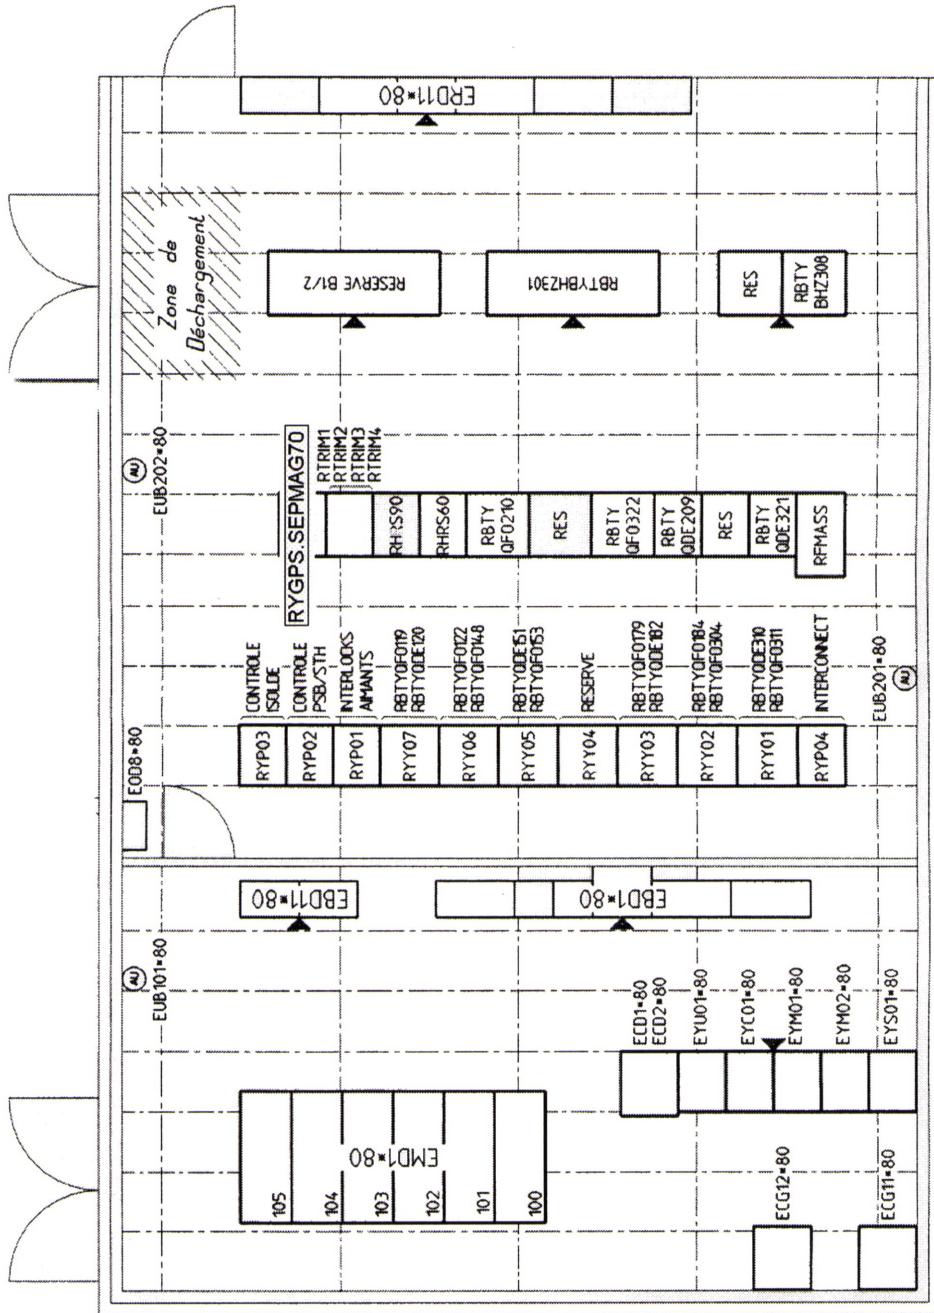 ERD11*80
Zone de
Déchargement
RESERVE B1/2
RBTYBHZ301
RES
RBTY
BHZ308
AU
EUB202*80
RYGPS.SEPMAG70
RTRIM1
RTRIM2
RTRIM3
RTRIM4
RHRS90
RHRS60
RBTY
QF0210
RES
RBTY
QF0322
RBTY
QDE209
RES
RBTY
QDE321
RFMASS
CONTROLE
ISOLDE
CONTROLE
PSB/STH
INTERLOCKS
AIMANTS
RBTYQF0119
RBTYQDE120
RBTYQF0122
RBTYQF0148
RBTYQDE151
RBTYQF0153
RESERVE
RBTYQF0179
RBTYQDE182
RBTYQF0184
RBTYQF0304
RBTYQDE310
RBTYQF0311
INTERCONNECT
EUB201*80
AU
RYP03
RYP02
RYP01
RYY07
RYY06
RYY05
RYY04
RYY03
RYY02
RYY01
RYP04
EOD8*80
EBD11*80
EBD1*80
AU
EUB101*80
ECD1*80
ECD2*80
EYU01*80
EYC01*80
EYM01*80
EYM02*80
EYS01*80
EMD1*80
105
104
103
102
101
100
ECG12*80
ECG11*80